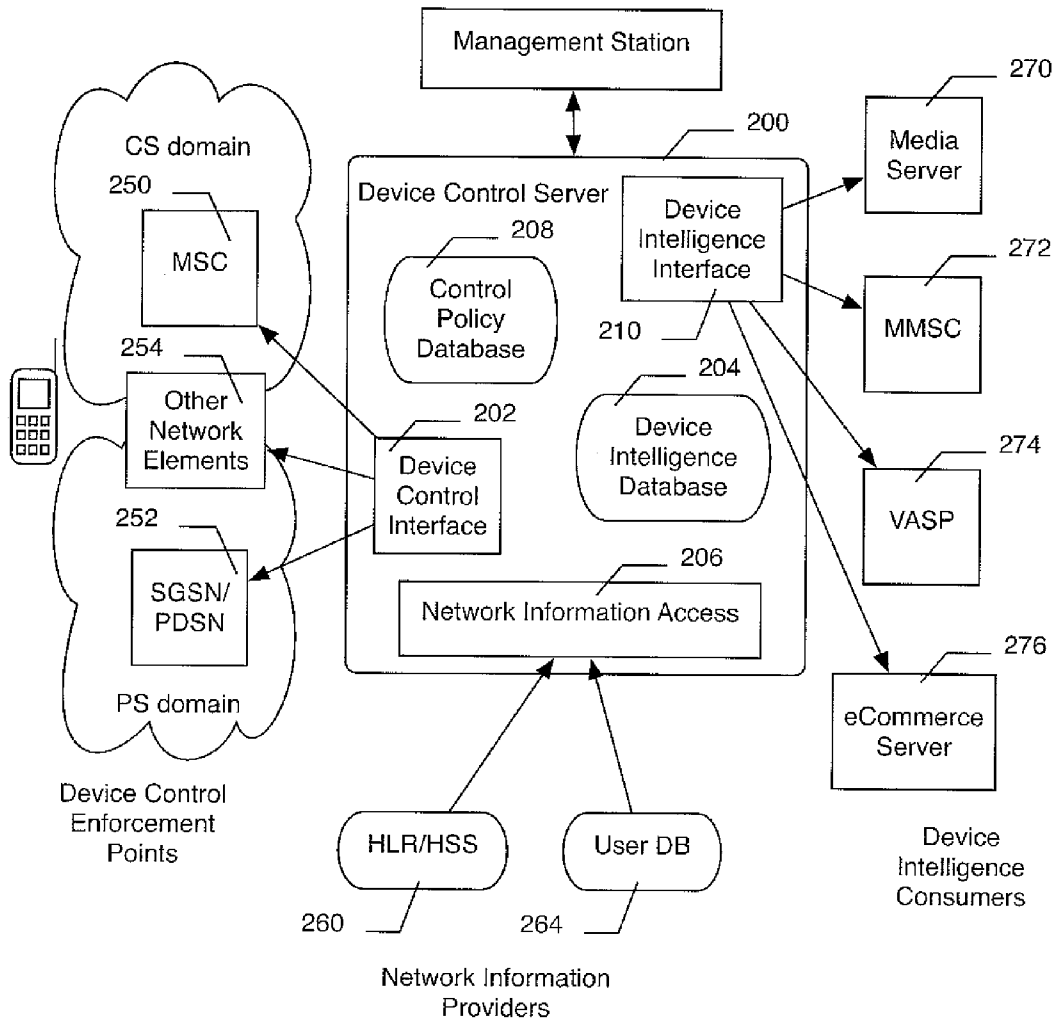 Management Station
270
Media
Server
CS domain
200
250
Device Control Server
Device
Intelligence
Interface
208
MSC
272
Control
Policy
Database
210
MMSC
254
204
Other
Network
Elements
202
Device
Intelligence
Database
Device
Control
Interface
274
VASP
252
SGSN/
PDSN
206
Network Information Access
276
PS domain
eCommerce
Server
Device Control
Enforcement
Points
HLR/HSS
User DB
Device
Intelligence
Consumers
260
264
Network Information
Providers